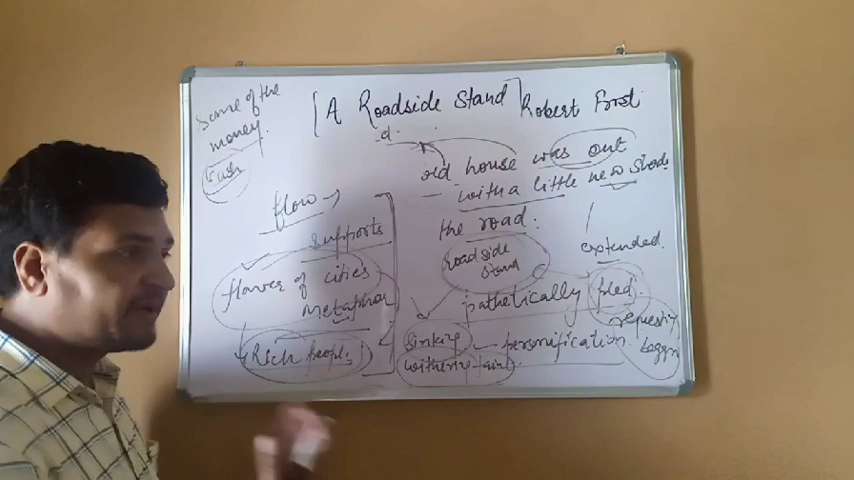 Some of the
money.
Cash
[A Roadside Stand] Robert Frost
d.
old house was out
with a little new shed
the road.
flow
supports
flower of cities
metaphor
Rich people
Roadside
stand
extended.
pathetically pled
sinking - personification.
withering